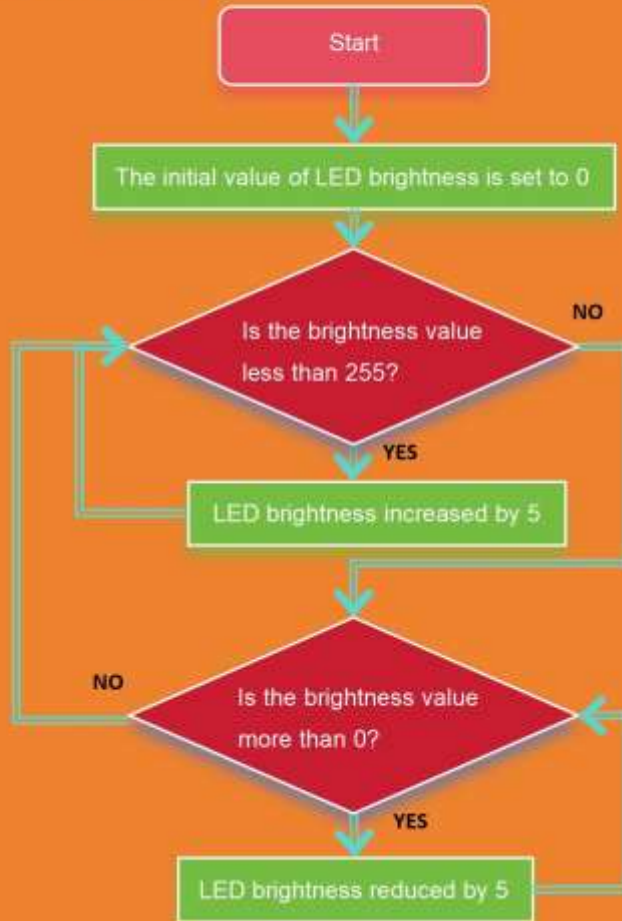 Start
The initial value of LED brightness is set to 0
NO
Is the brightness value
less than 255?
YES
LED brightness increased by 5
NO
Is the brightness value
more than 0?
YES
LED brightness reduced by 5